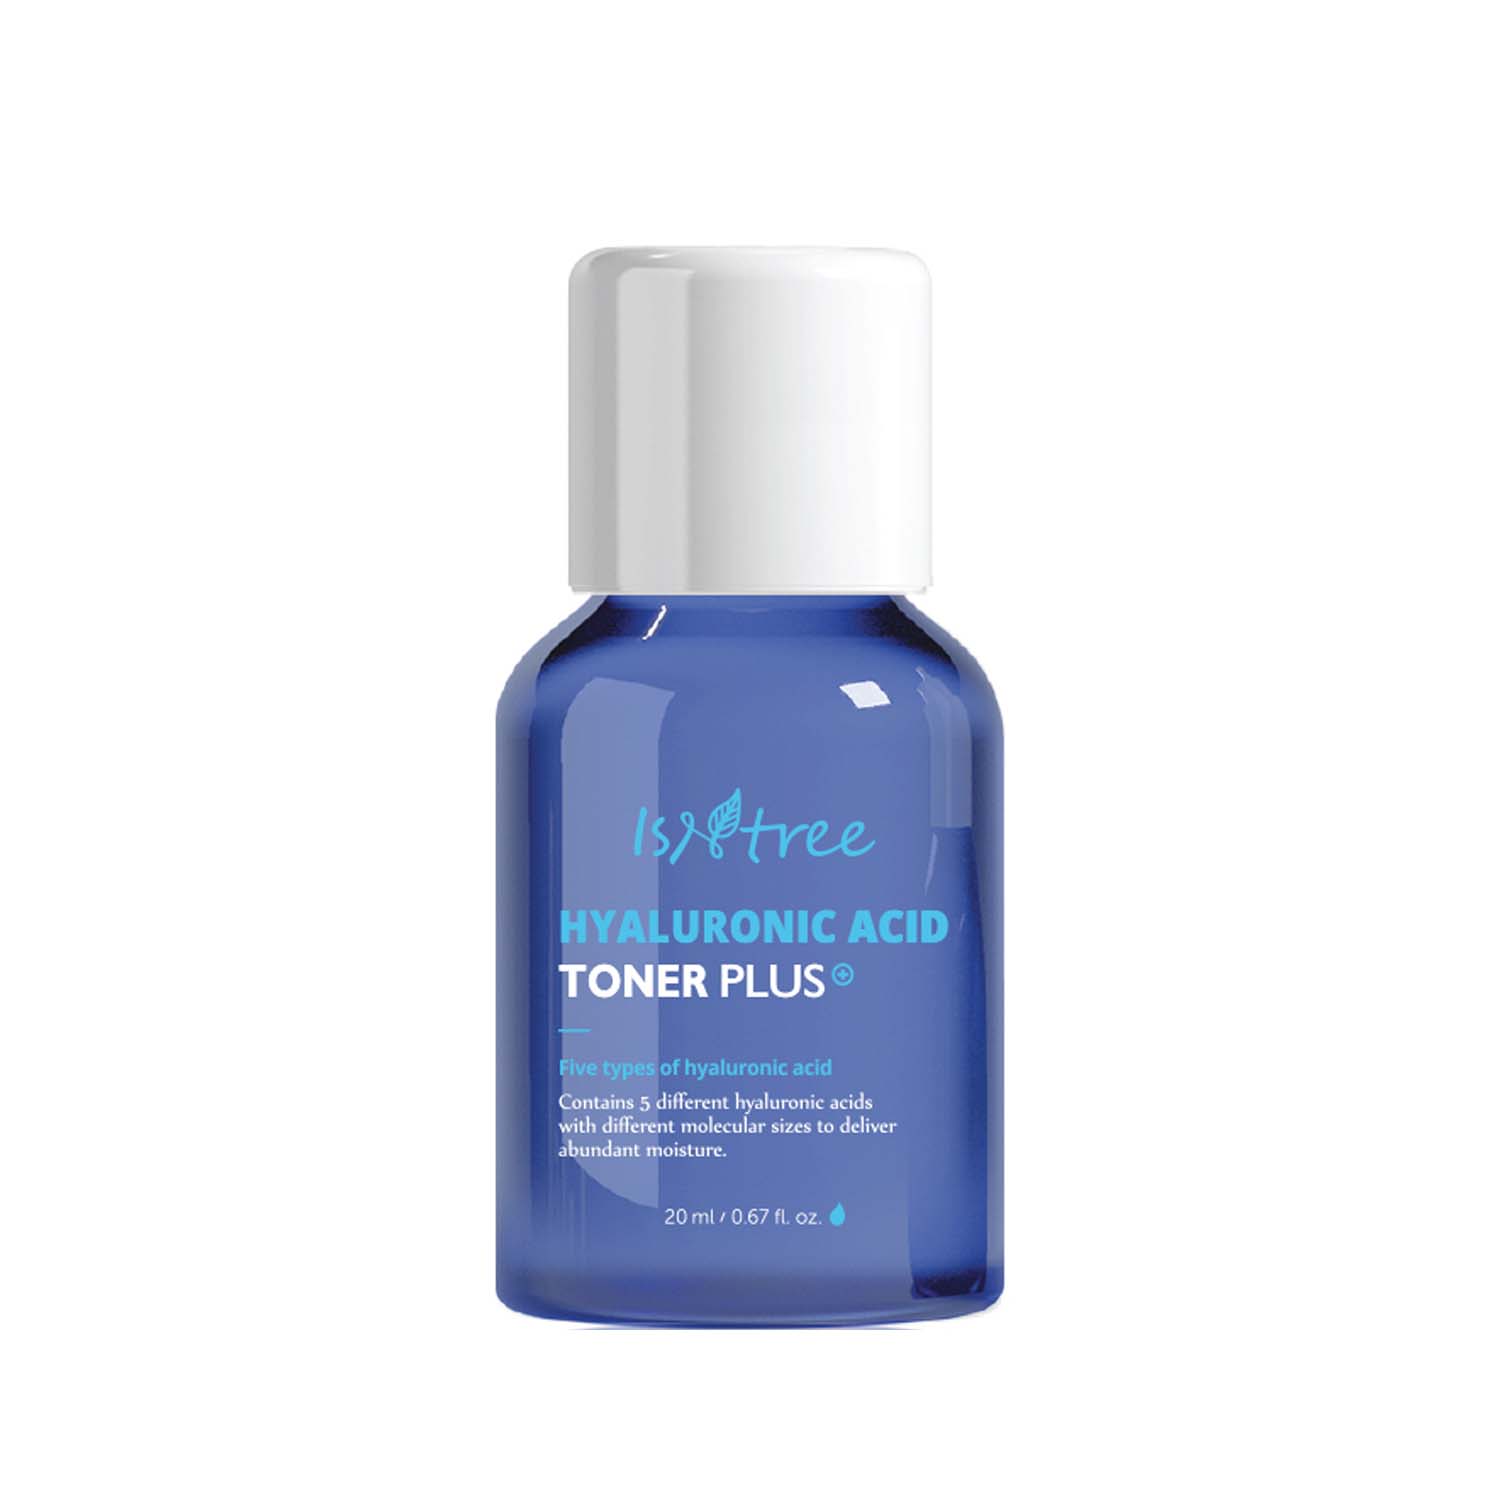 Isntree
HYALURONIC ACID
TONER PLUS
Five types of hyaluronic acid
Contains 5 different hyaluronic acids
with different molecular sizes to deliver
abundant moisture.
20 ml / 0.67 fl. oz.